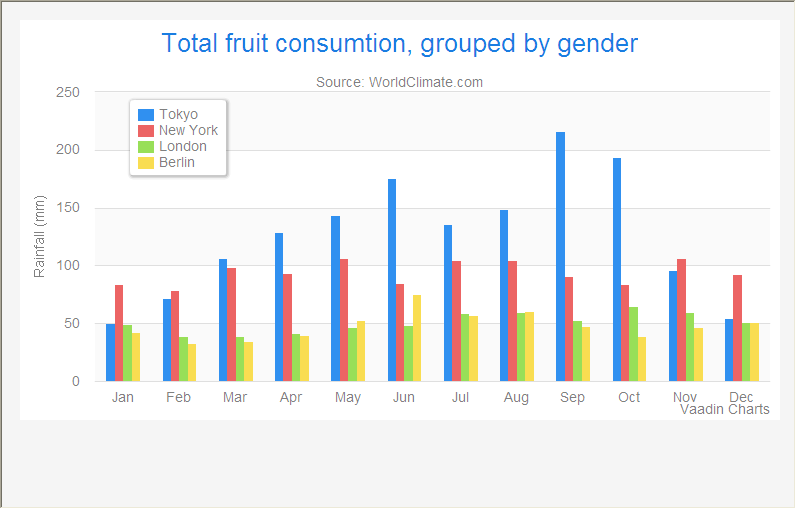 Total fruit consumtion, grouped by gender
Source: WorldClimate.com
250
200
150
100
50
0
Rainfall (mm)
Tokyo
New York
London
Berlin
Jan Feb Mar Apr May Jun Jul Aug Sep Oct Nov Dec
Vaadin Charts